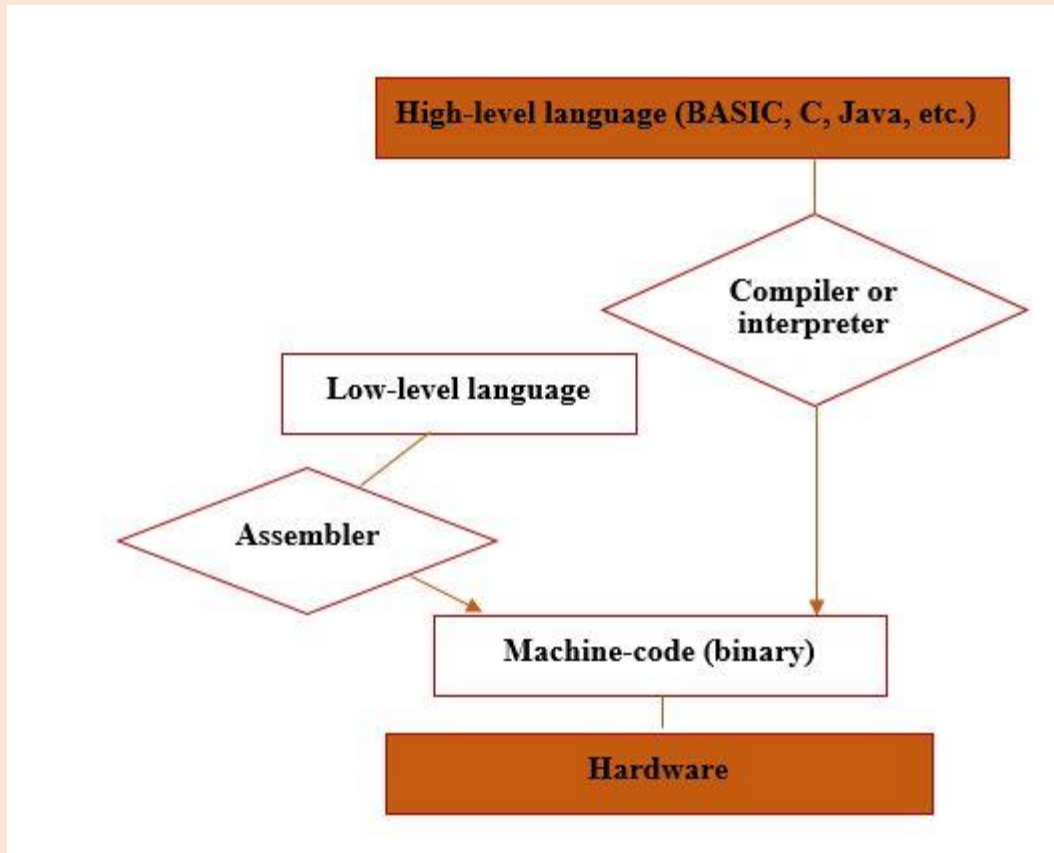 High-level language (BASIC, C, Java, etc.)
Compiler or
interpreter
Low-level language
Assembler
Machine-code (binary)
Hardware